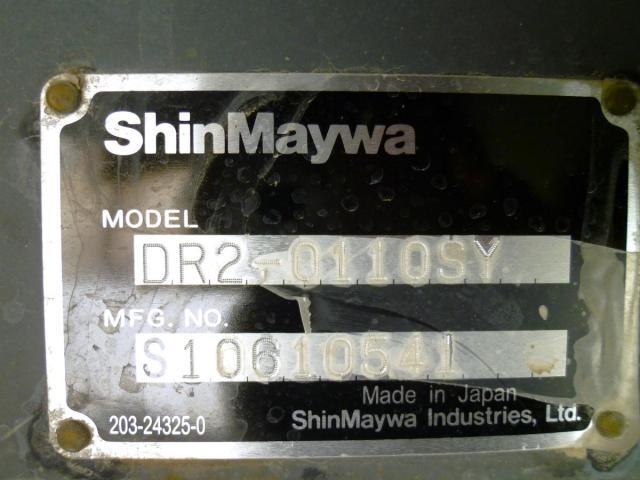 ShinMaywa
MODEL
DR2-0110SY
MFG. NO.
S10610541
Made in Japan
203-24325-0
ShinMaywa Industries, Ltd.